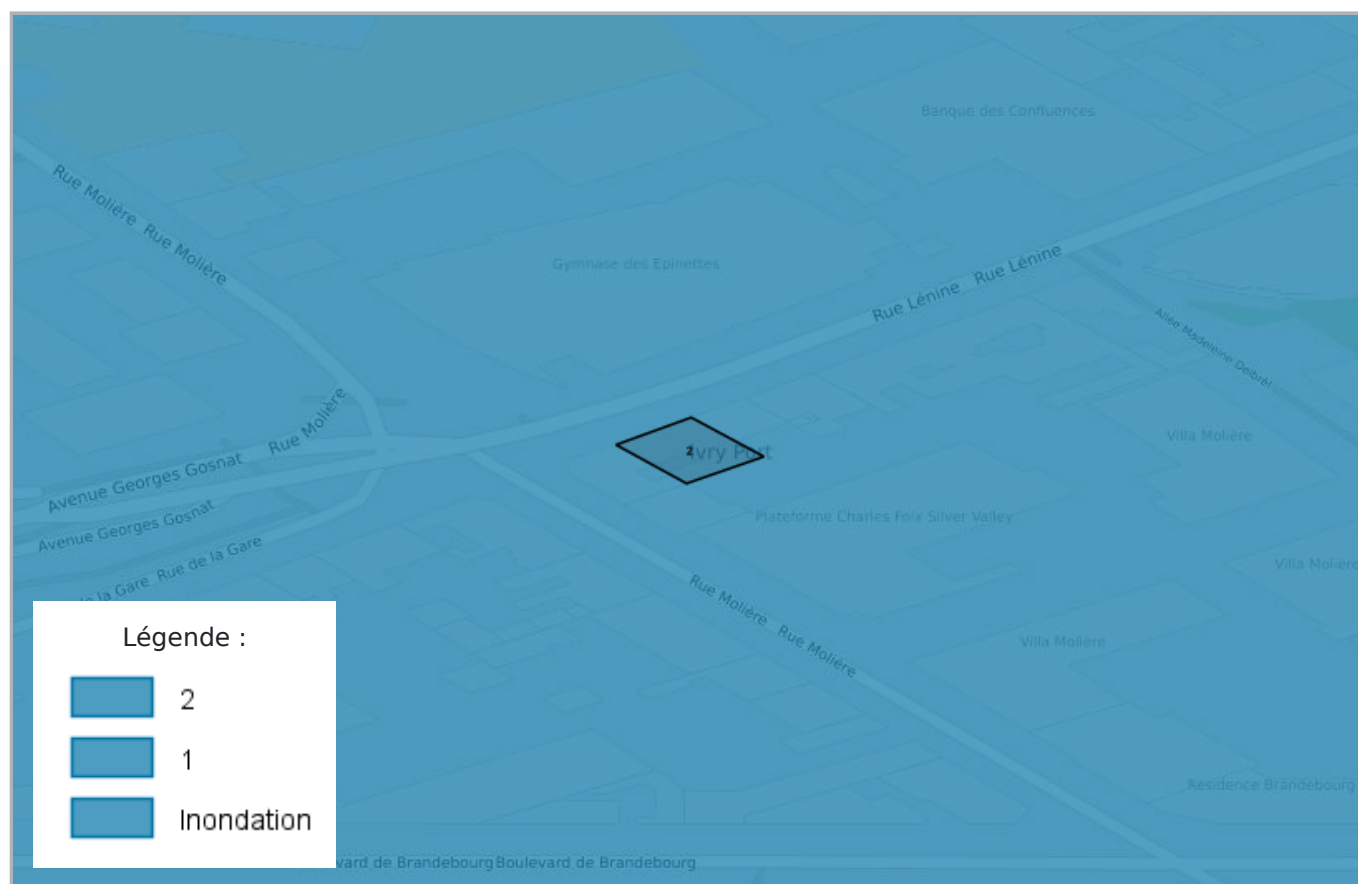 Banque des Confluences
Rue Molière Rue Molière
Gymnase des Epinettes
Rue Lénine Rue Lénine
Allée Madeleine Delbrêl
Rue Molière
Villa Molière
2
Ivry Port
Avenue Georges Gosnat
Avenue Georges Gosnat
Plateforme Charles Foix Silver Valley
la Gare Rue de la Gare
Villa Molière
Rue Molière Rue Molière
Villa Molière
Légende :
2
1
Inondation
Résidence Brandebourg
vard de Brandebourg Boulevard de Brandebourg